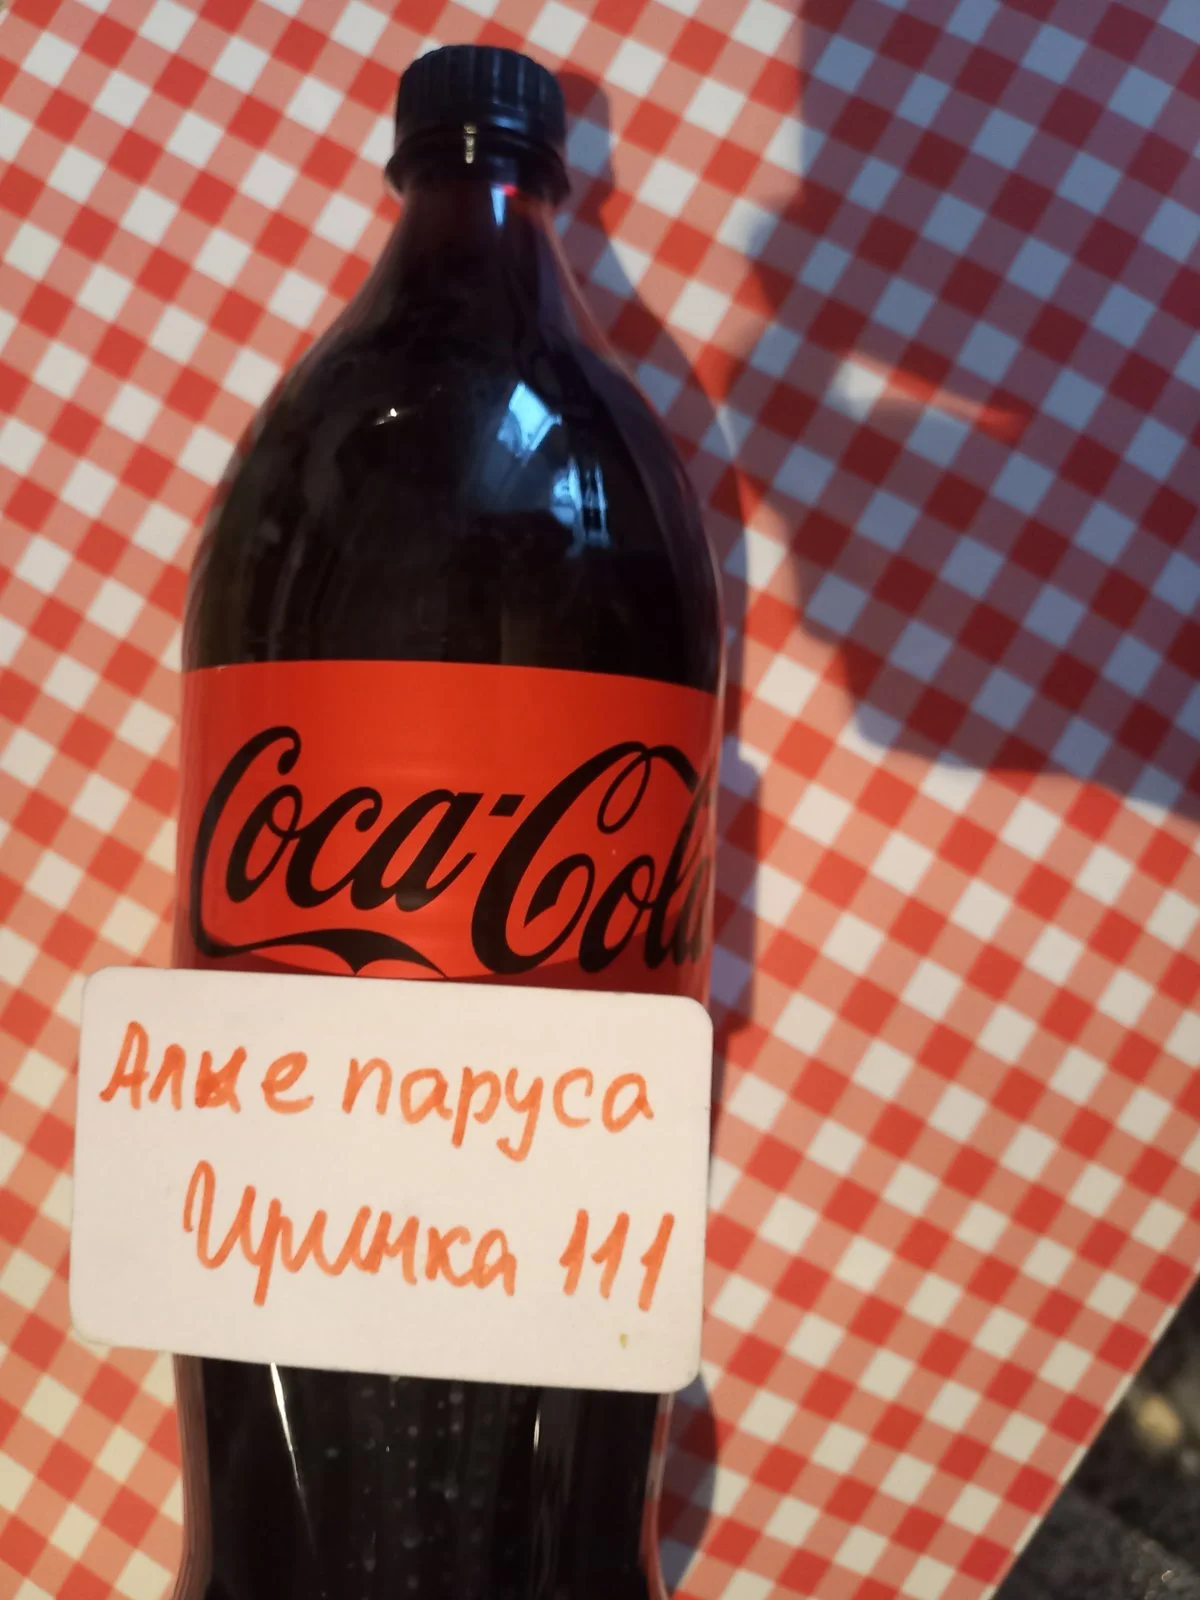 Coca-Cola
Алые паруса
Иринка 111